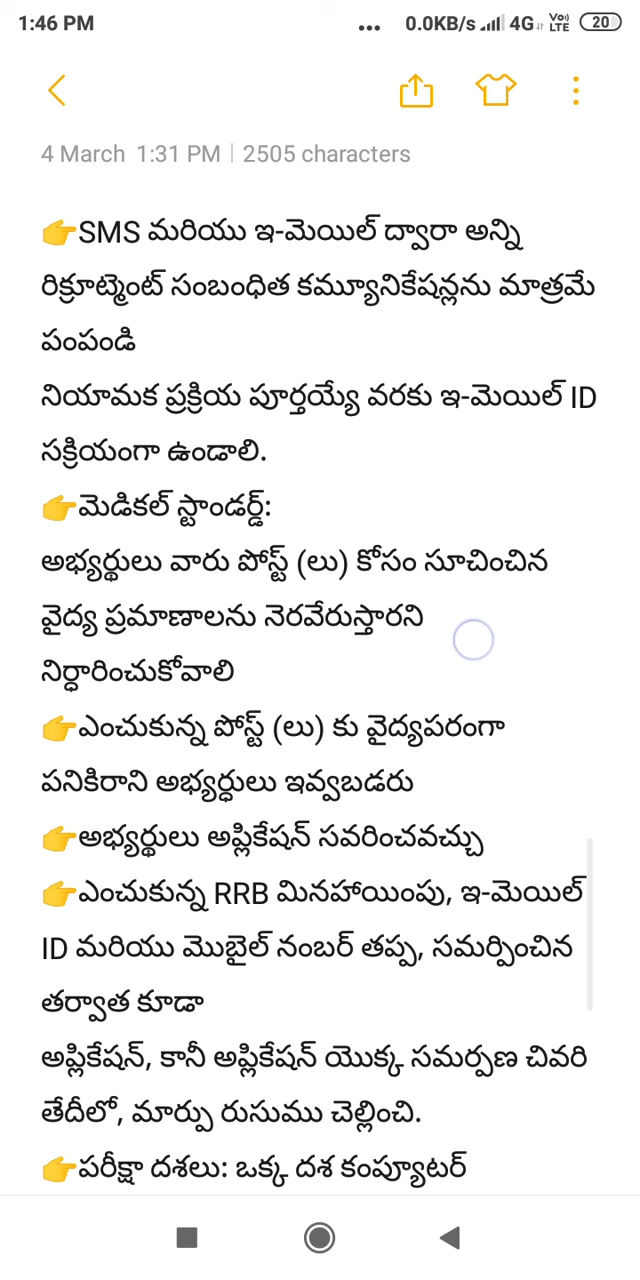 1:46 PM ... 0.0KB/s 4G Vo)) LTE 20
4 March 1:31 PM | 2505 characters
👉SMS మరియు ఇ-మెయిల్ ద్వారా అన్ని
రిక్రూట్మెంట్ సంబంధిత కమ్యూనికేషన్లను మాత్రమే
పంపండి
నియామక ప్రక్రియ పూర్తయ్యే వరకు ఇ-మెయిల్ ID
సక్రియంగా ఉండాలి.
👉మెడికల్ స్టాండర్డ్:
అభ్యర్థులు వారు పోస్ట్ (లు) కోసం సూచించిన
వైద్య ప్రమాణాలను నెరవేరుస్తారని
నిర్ధారించుకోవాలి
👉ఎంచుకున్న పోస్ట్ (లు) కు వైద్యపరంగా
పనికిరాని అభ్యర్ధులు ఇవ్వబడరు
👉అభ్యర్థులు అప్లికేషన్ సవరించవచ్చు
👉ఎంచుకున్న RRB మినహాయింపు, ఇ-మెయిల్
ID మరియు మొబైల్ నంబర్ తప్ప, సమర్పించిన
తర్వాత కూడా
అప్లికేషన్, కానీ అప్లికేషన్ యొక్క సమర్పణ చివరి
తేదీలో, మార్పు రుసుము చెల్లించి.
👉పరీక్షా దశలు: ఒక్క దశ కంప్యూటర్